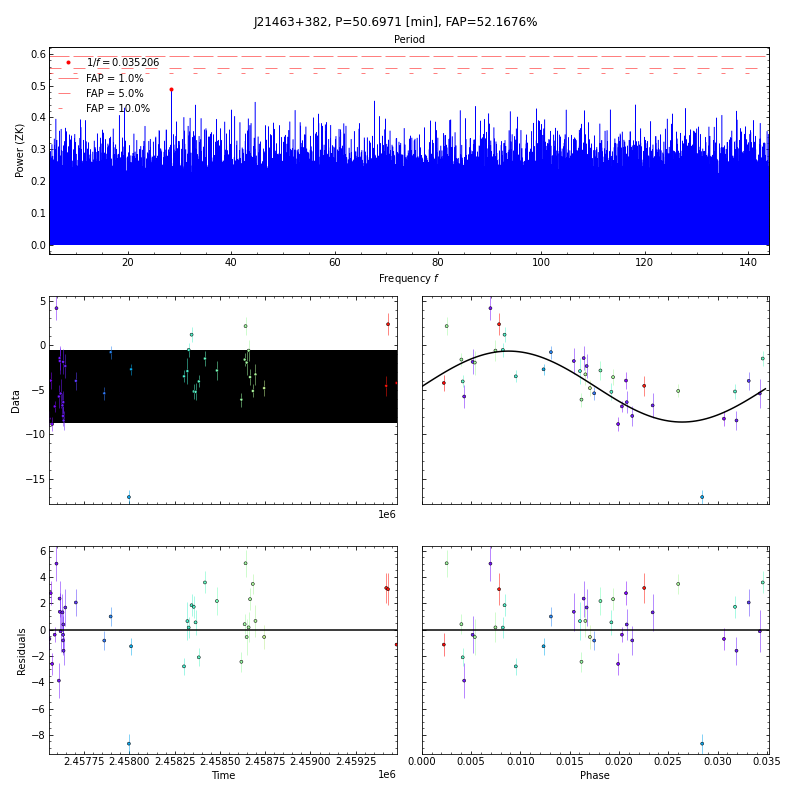 J21463+382, P=50.6971 [min], FAP=52.1676%
Period
Power (ZK)
0.6
0.5
0.4
0.3
0.2
0.1
0.0
1/f = 0.035206
FAP = 1.0%
FAP = 5.0%
FAP = 10.0%
20 40 60 80 100 120 140
Frequency f
Data
5
0
−5
−10
−15
1e6
Residuals
6
4
2
0
−2
−4
−6
−8
2.45775 2.45800 2.45825 2.45850 2.45875 2.45900 2.45925
Time
1e6
0.000 0.005 0.010 0.015 0.020 0.025 0.030 0.035
Phase